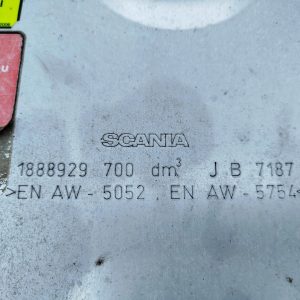 SCANIA
1888929 700 dm³ J B 7187
>EN AW - 5052 , EN AW - 5754<